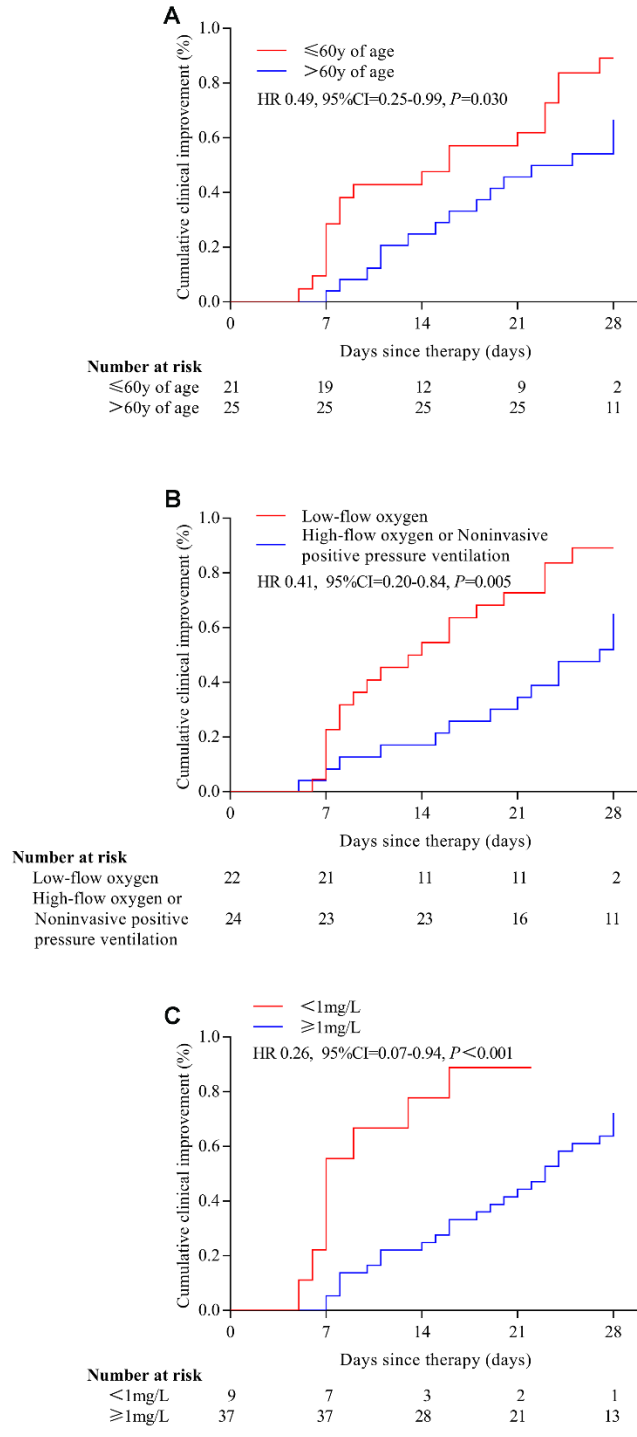 A
≤60y of age
>60y of age
HR 0.49, 95%CI=0.25-0.99, P=0.030
Cumulative clinical improvement (%)
1.0
0.8
0.6
0.4
0.2
0.0
0 7 14 21 28
Days since therapy (days)
Number at risk
≤60y of age 21 19 12 9 2
>60y of age 25 25 25 25 11
B
Low-flow oxygen
High-flow oxygen or Noninvasive
positive pressure ventilation
HR 0.41, 95%CI=0.20-0.84, P=0.005
Cumulative clinical improvement (%)
1.0
0.8
0.6
0.4
0.2
0.0
0 7 14 21 28
Days since therapy (days)
Number at risk
Low-flow oxygen 22 21 11 11 2
High-flow oxygen or
Noninvasive positive 24 23 23 16 11
pressure ventilation
C
<1mg/L
≥1mg/L
HR 0.26, 95%CI=0.07-0.94, P<0.001
Cumulative clinical improvement (%)
1.0
0.8
0.6
0.4
0.2
0.0
0 7 14 21 28
Days since therapy (days)
Number at risk
<1mg/L 9 7 3 2 1
≥1mg/L 37 37 28 21 13